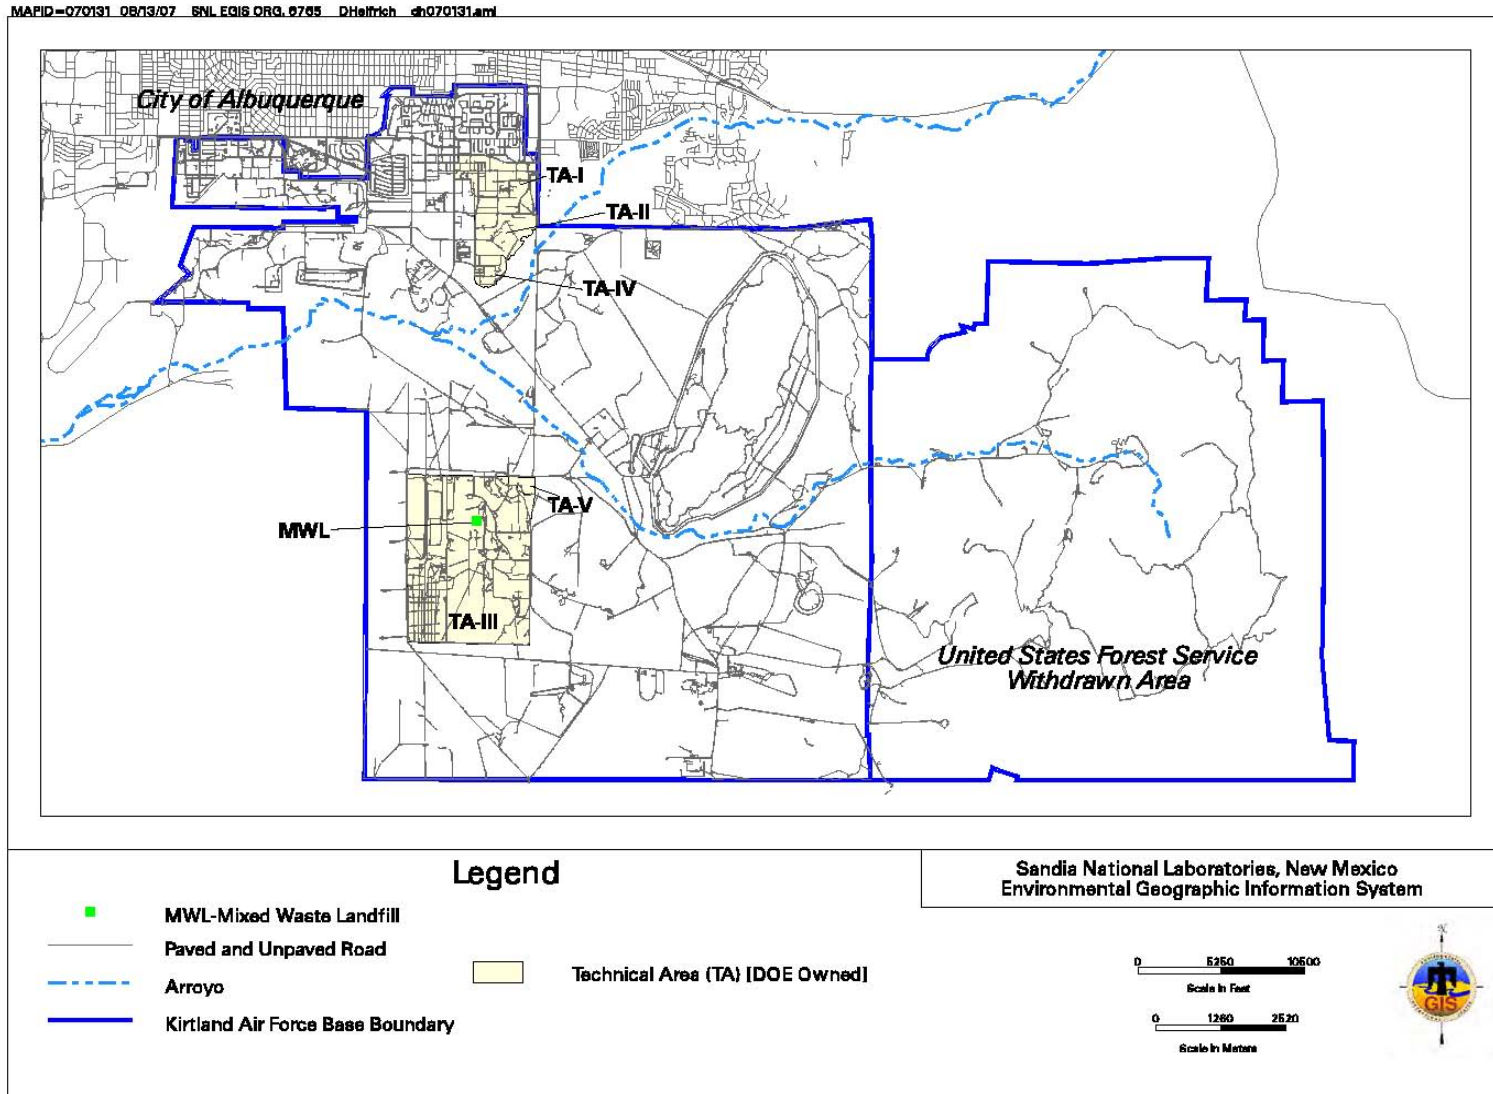 MAPID=070131 08/13/07 SNL EGIS ORG. 6765 DHelfrich dh070131.aml
City of Albuquerque
TA-I
TA-II
TA-IV
TA-V
MWL
TA-III
United States Forest Service
Withdrawn Area
Legend
MWL-Mixed Waste Landfill
Paved and Unpaved Road
Arroyo
Kirtland Air Force Base Boundary
Technical Area (TA) [DOE Owned]
Sandia National Laboratories, New Mexico
Environmental Geographic Information System
0 5250 10500
Scale in Feet
0 1260 2520
Scale in Meters
N
GIS